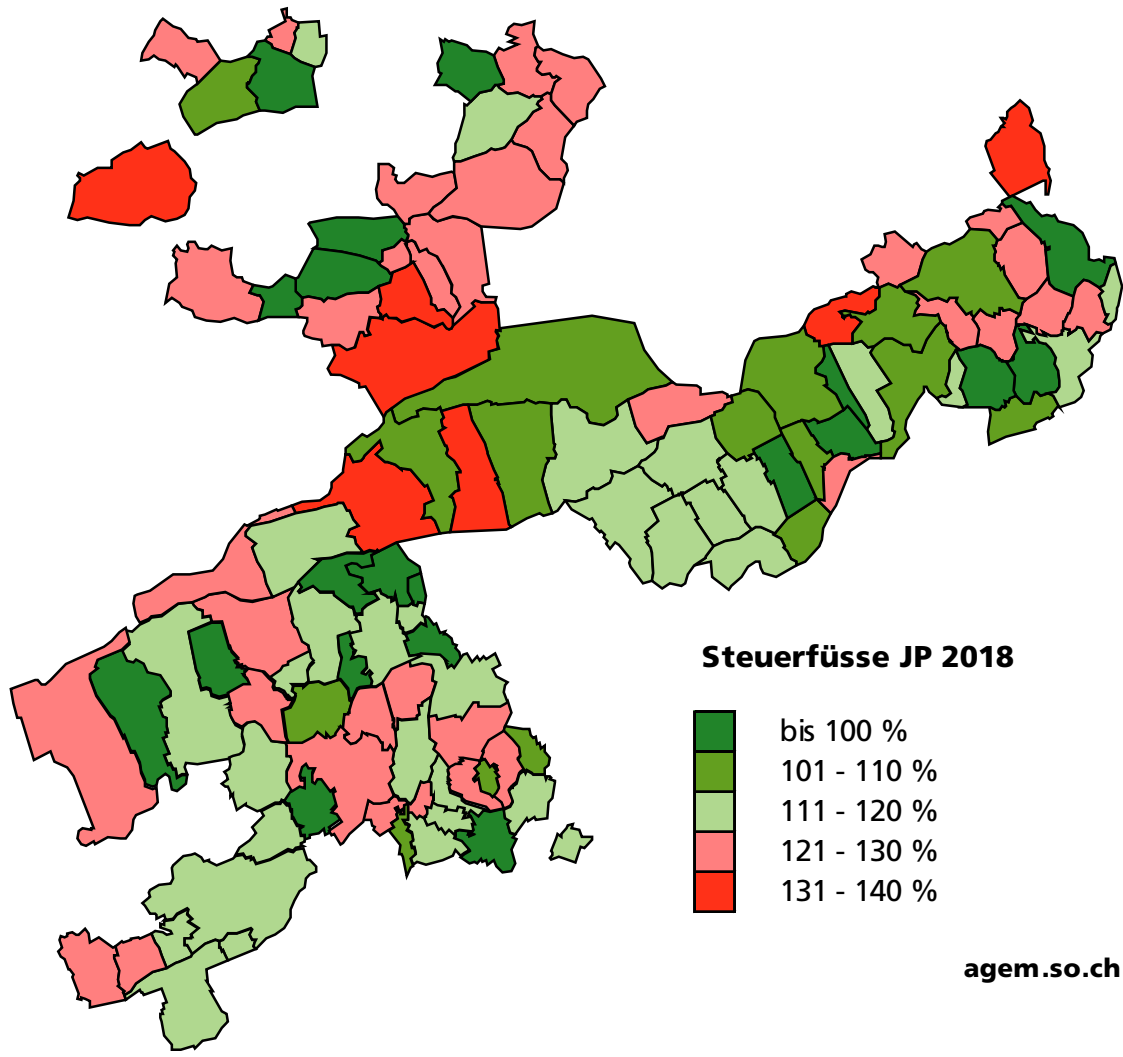 Steuerfüsse JP 2018
bis 100 %
101 - 110 %
111 - 120 %
121 - 130 %
131 - 140 %
agem.so.ch